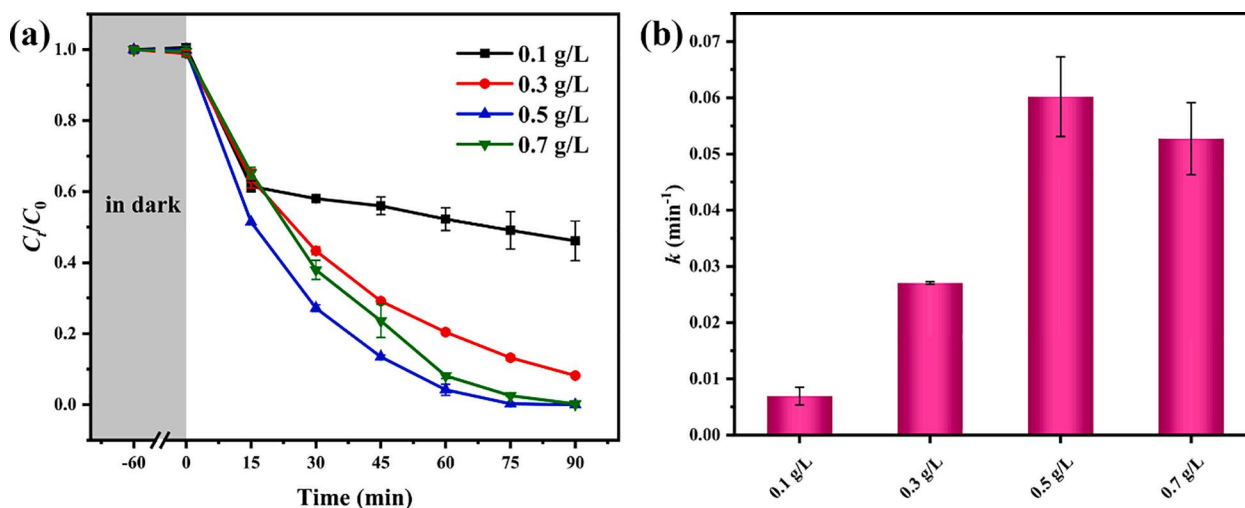 (a)
1.0
0.8
0.6
0.4
0.2
0.0
Ct/C0
in dark
0.1 g/L
0.3 g/L
0.5 g/L
0.7 g/L
-60
0
15
30
45
60
75
90
Time (min)
(b)
0.07
0.06
0.05
0.04
0.03
0.02
0.01
0.00
k (min⁻¹)
0.1 g/L
0.3 g/L
0.5 g/L
0.7 g/L